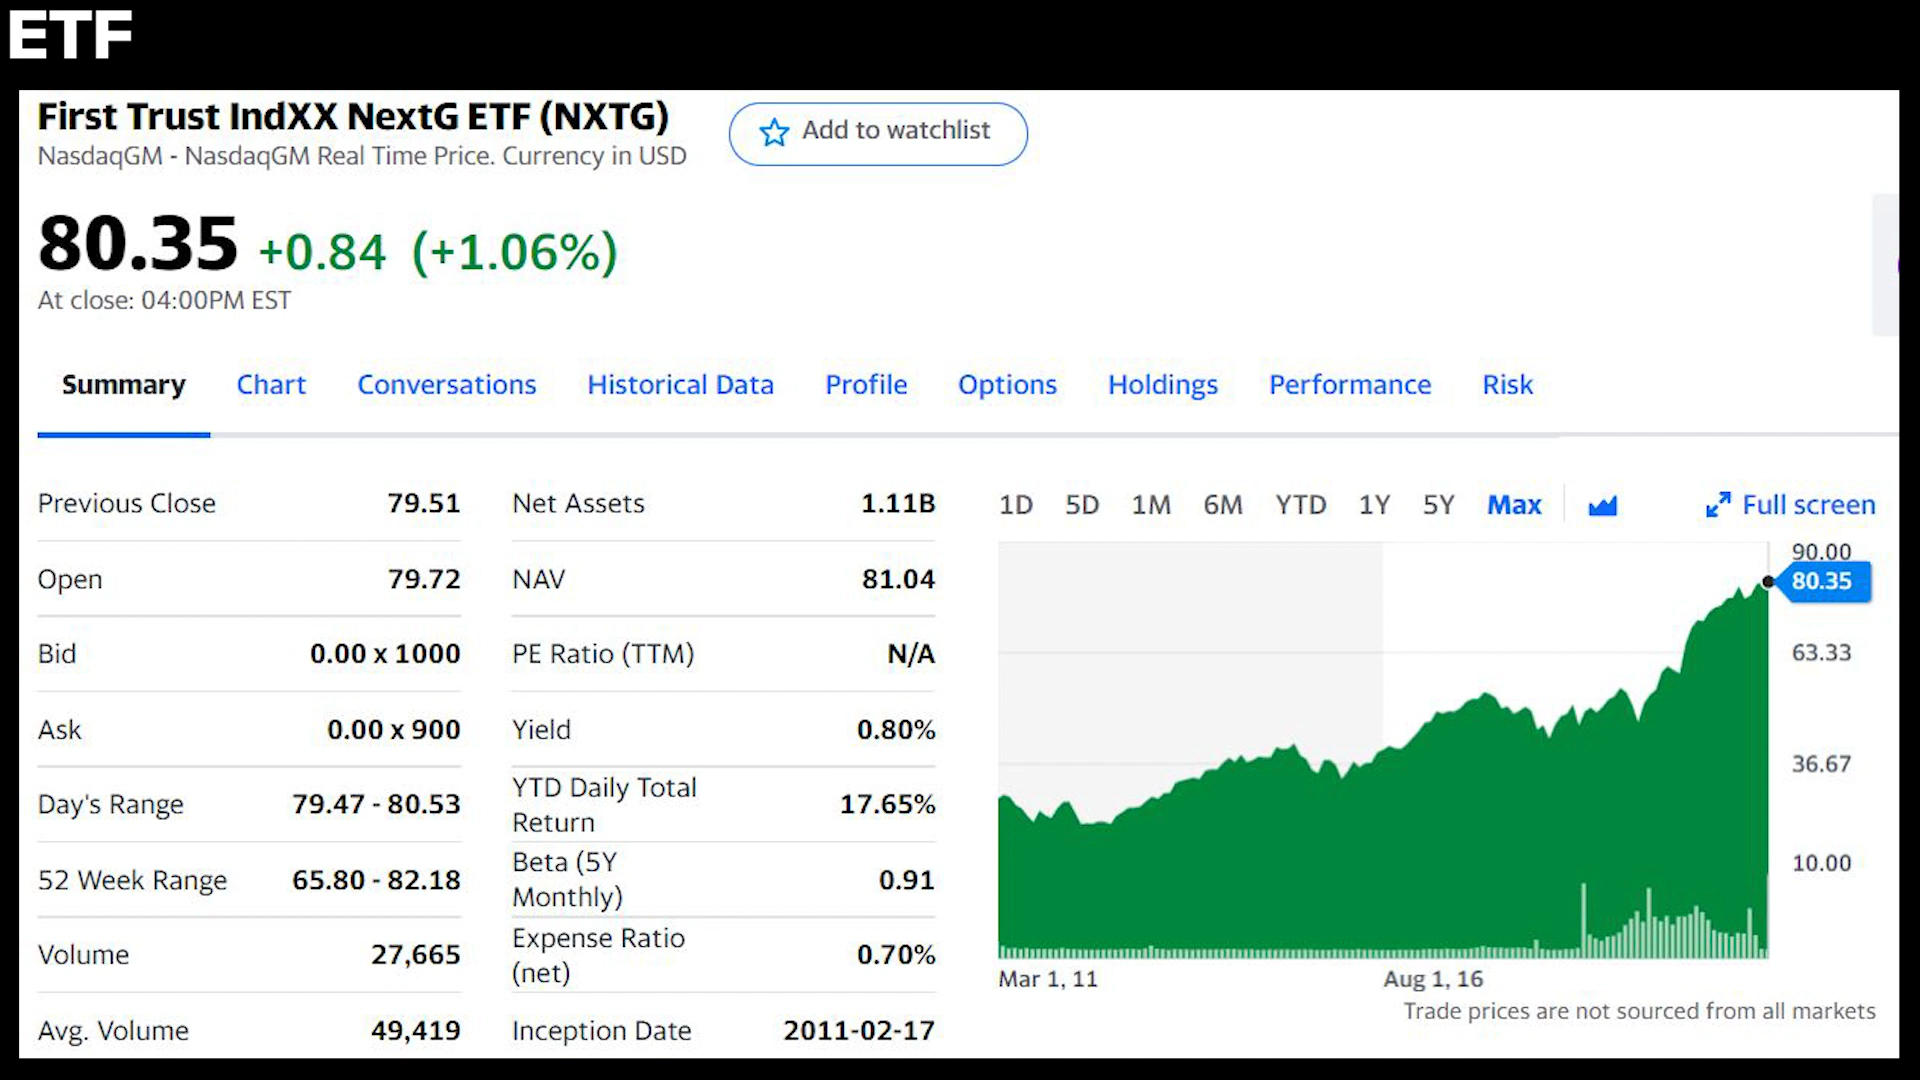 ETF
First Trust IndXX NextG ETF (NXTG)
Add to watchlist
NasdaqGM - NasdaqGM Real Time Price. Currency in USD
80.35 +0.84 (+1.06%)
At close: 04:00PM EST
Summary Chart Conversations Historical Data Profile Options Holdings Performance Risk
Previous Close 79.51
Open 79.72
Bid 0.00 x 1000
Ask 0.00 x 900
Day's Range 79.47 - 80.53
52 Week Range 65.80 - 82.18
Volume 27,665
Avg. Volume 49,419
Net Assets 1.11B
NAV 81.04
PE Ratio (TTM) N/A
Yield 0.80%
YTD Daily Total
Return 17.65%
Beta (5Y
Monthly) 0.91
Expense Ratio
(net) 0.70%
Inception Date 2011-02-17
1D 5D 1M 6M YTD 1Y 5Y Max Full screen
90.00
80.35
63.33
36.67
10.00
Mar 1, 11 Aug 1, 16
Trade prices are not sourced from all markets